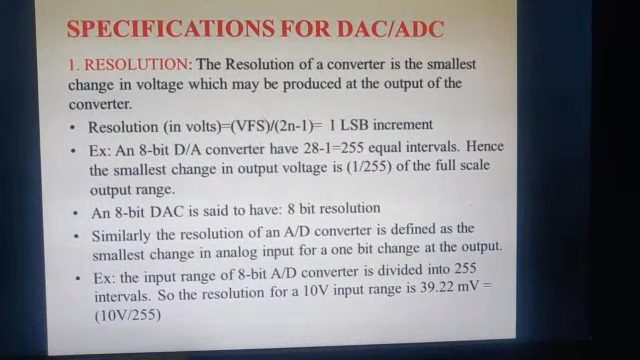 SPECIFICATIONS FOR DAC/ADC
1. RESOLUTION: The Resolution of a converter is the smallest
change in voltage which may be produced at the output of the
converter.
• Resolution (in volts)=(VFS)/(2n-1)= 1 LSB increment
• Ex: An 8-bit D/A converter have 28-1=255 equal intervals. Hence
the smallest change in output voltage is (1/255) of the full scale
output range.
• An 8-bit DAC is said to have: 8 bit resolution
• Similarly the resolution of an A/D converter is defined as the
smallest change in analog input for a one bit change at the output.
• Ex: the input range of 8-bit A/D converter is divided into 255
intervals. So the resolution for a 10V input range is 39.22 mV =
(10V/255)